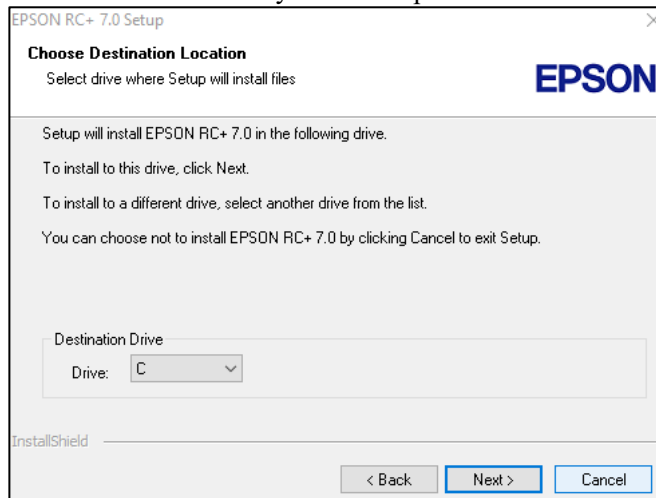 EPSON RC+ 7.0 Setup
Choose Destination Location
Select drive where Setup will install files
EPSON
Setup will install EPSON RC+ 7.0 in the following drive.
To install to this drive, click Next.
To install to a different drive, select another drive from the list.
You can choose not to install EPSON RC+ 7.0 by clicking Cancel to exit Setup.
Destination Drive
Drive: C
InstallShield
< Back Next > Cancel